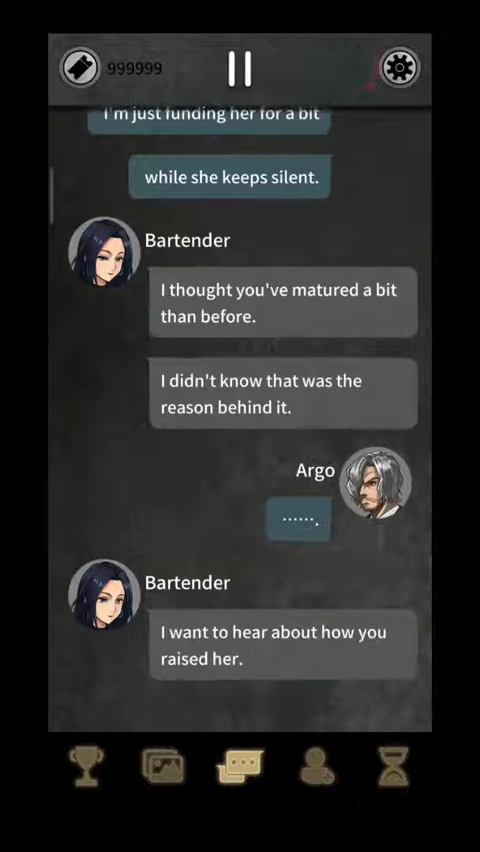 999999
I'm just funding her for a bit
while she keeps silent.
Bartender
I thought you've matured a bit
than before.
I didn't know that was the
reason behind it.
Argo
.......
Bartender
I want to hear about how you
raised her.